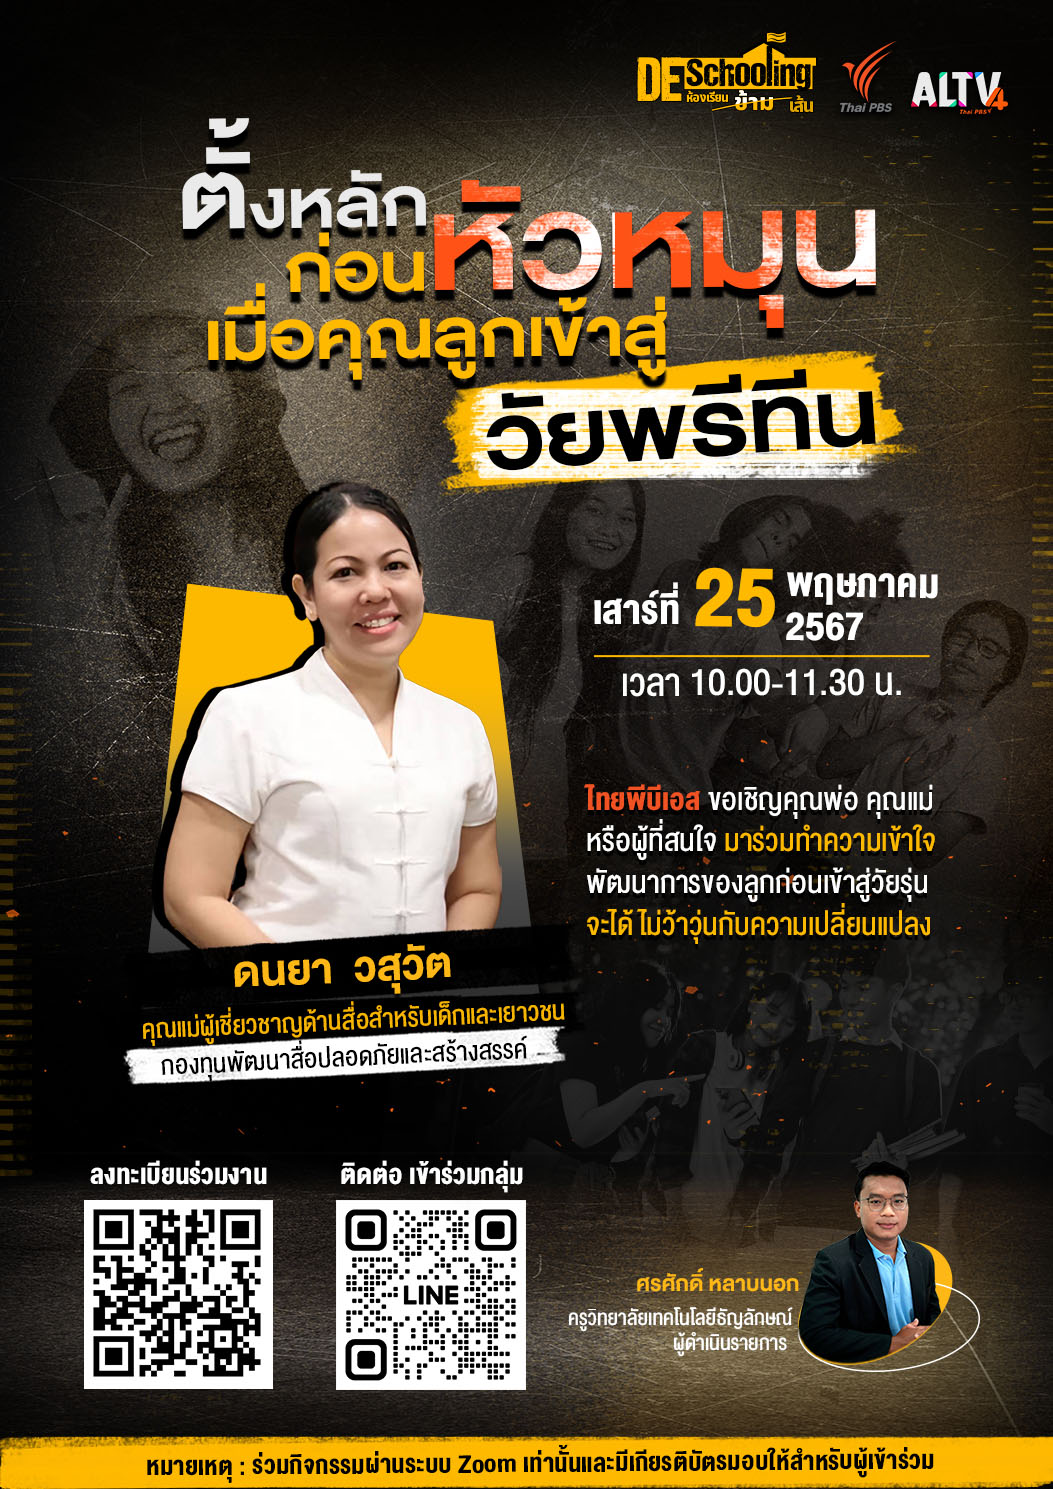 DESchooling
ห้องเรียน ข้าม เส้น
Thai PBS
ALTV4
Thai PBS
ตั้งหลัก
ก่อนหัวหมุน
เมื่อคุณลูกเข้าสู่
วัยพรีทีน
เสาร์ที่ 25 พฤษภาคม
2567
เวลา 10.00-11.30 น.
ไทยพีบีเอส ขอเชิญคุณพ่อ คุณแม่
หรือผู้ที่สนใจ มาร่วมทำความเข้าใจ
พัฒนาการของลูกก่อนเข้าสู่วัยรุ่น
จะได้ ไม่ว้าวุ่นกับความเปลี่ยนแปลง
ดนยา วสุวัต
คุณแม่ผู้เชี่ยวชาญด้านสื่อสำหรับเด็กและเยาวชน
กองทุนพัฒนาสื่อปลอดภัยและสร้างสรรค์
ลงทะเบียนร่วมงาน
ติดต่อ เข้าร่วมกลุ่ม
LINE
ศรศักดิ์ หลาบนอก
ครูวิทยาลัยเทคโนโลยีธัญลักษณ์
ผู้ดำเนินรายการ
หมายเหตุ : ร่วมกิจกรรมผ่านระบบ Zoom เท่านั้นและมีเกียรติบัตรมอบให้สำหรับผู้เข้าร่วม